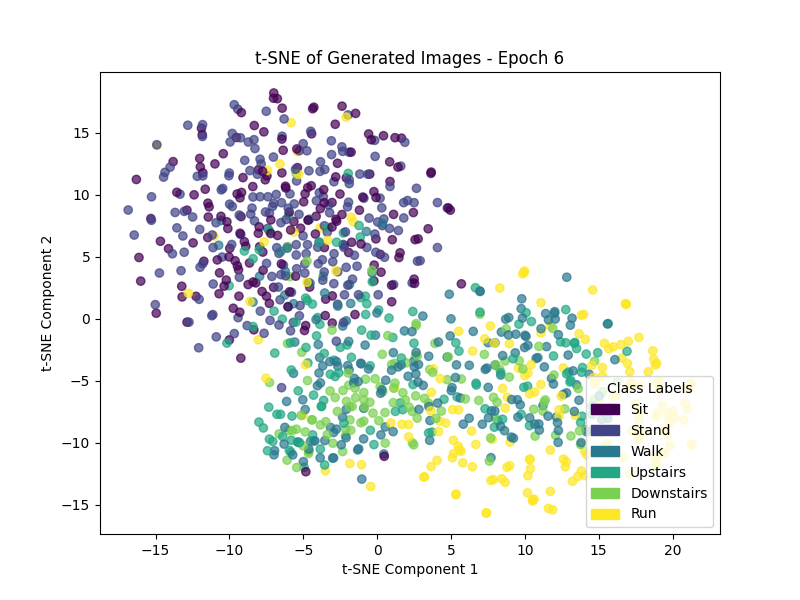 t-SNE of Generated Images - Epoch 6
t-SNE Component 2
15
10
5
0
−5
−10
−15
Class Labels
Sit
Stand
Walk
Upstairs
Downstairs
Run
−15
−10
−5
0
5
10
15
20
t-SNE Component 1